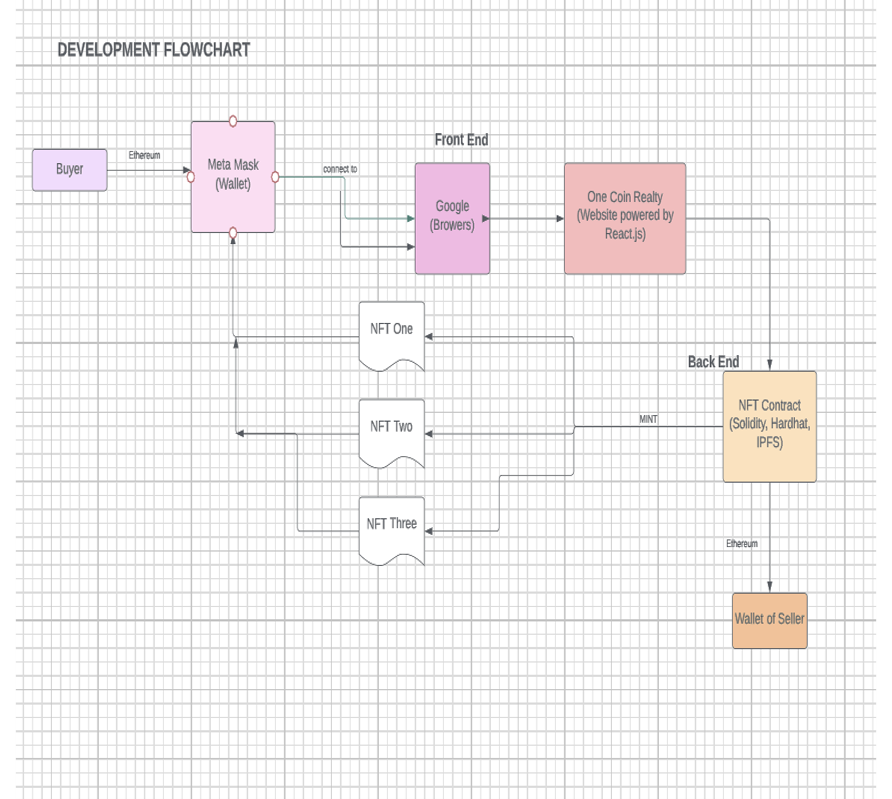 DEVELOPMENT FLOWCHART
Front End
Buyer
Ethereum
Meta Mask
(Wallet)
connect to
Google
(Browers)
One Coin Realty
(Website powered by
React.js)
NFT One
Back End
NFT Contract
(Solidity, Hardhat,
IPFS)
MINT
NFT Two
NFT Three
Ethereum
Wallet of Seller